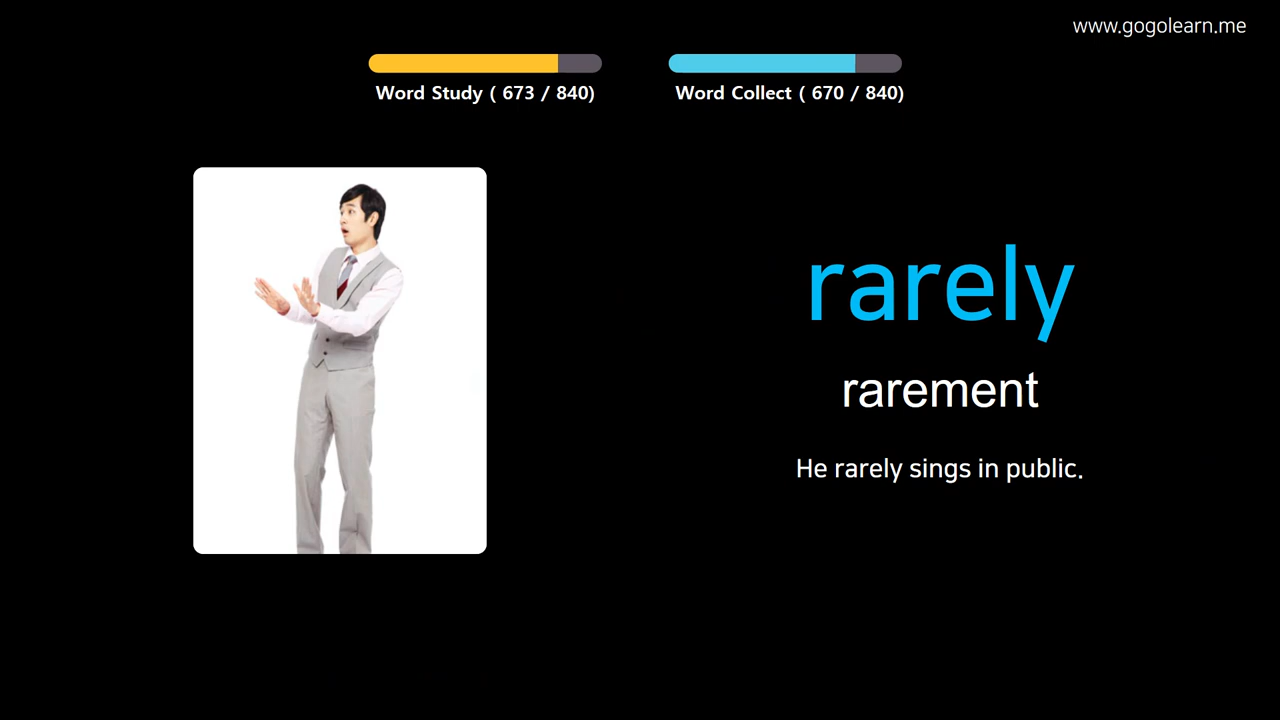 www.gogolearn.me
Word Study ( 673 / 840)
Word Collect ( 670 / 840)
rarely
rarement
He rarely sings in public.